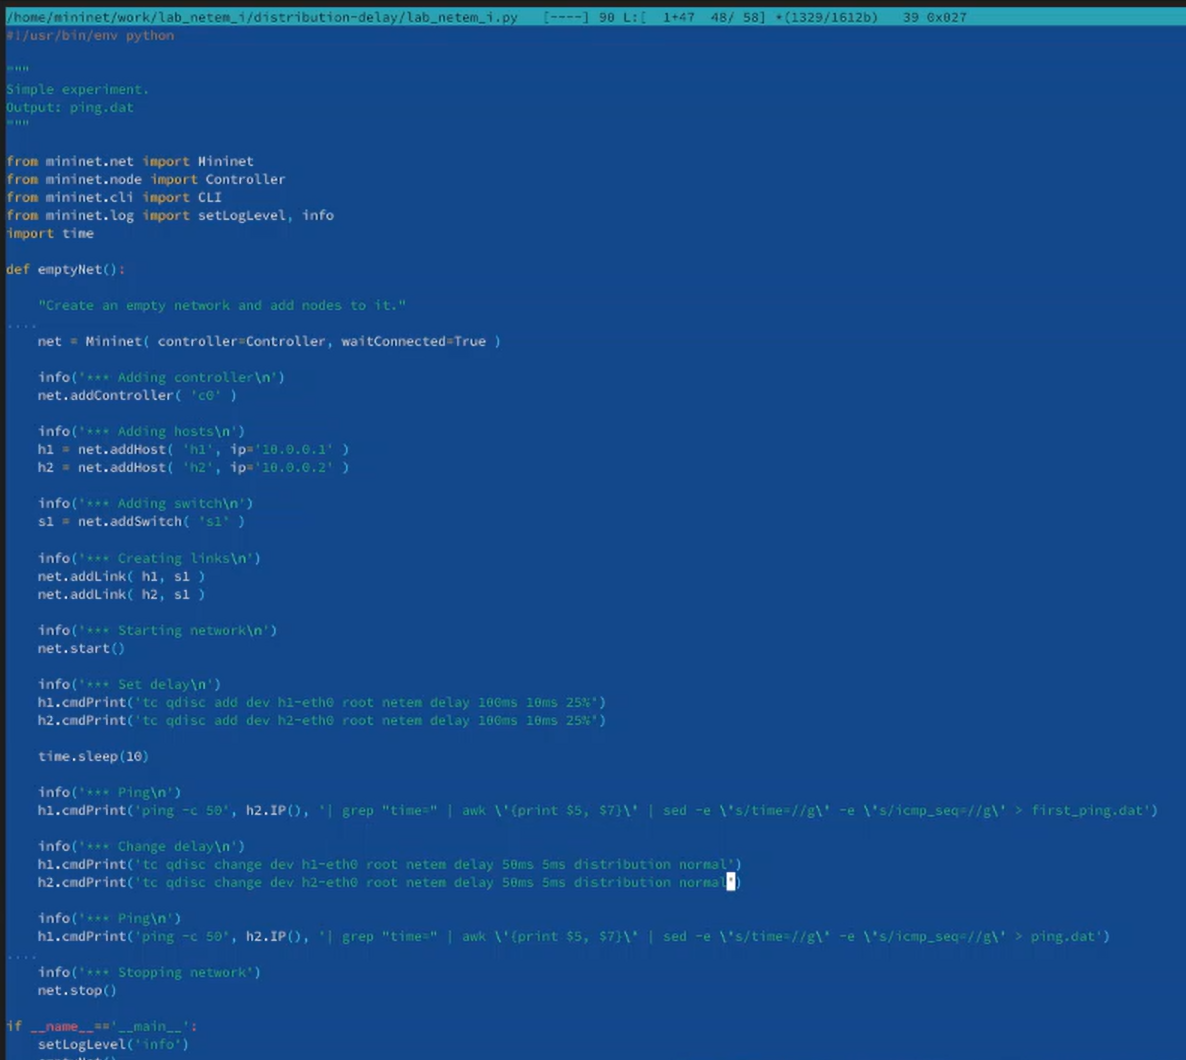 /home/mininet/work/lab_netem_i/distribution-delay/lab_netem_i.py [----] 90 L:[ 1+47 48/ 58] *(1329/1612b) 39 0x027
#!/usr/bin/env python
"""
Simple experiment.
Output: ping.dat
"""
from mininet.net import Mininet
from mininet.node import Controller
from mininet.cli import CLI
from mininet.log import setLogLevel, info
import time
def emptyNet():
"Create an empty network and add nodes to it."
....
net = Mininet( controller=Controller, waitConnected=True )
info('*** Adding controller\n')
net.addController( 'c0' )
info('*** Adding hosts\n')
h1 = net.addHost( 'h1', ip='10.0.0.1' )
h2 = net.addHost( 'h2', ip='10.0.0.2' )
info('*** Adding switch\n')
s1 = net.addSwitch( 's1' )
info('*** Creating links\n')
net.addLink( h1, s1 )
net.addLink( h2, s1 )
info('*** Starting network\n')
net.start()
info('*** Set delay\n')
h1.cmdPrint('tc qdisc add dev h1-eth0 root netem delay 100ms 10ms 25%')
h2.cmdPrint('tc qdisc add dev h2-eth0 root netem delay 100ms 10ms 25%')
time.sleep(10)
info('*** Ping\n')
h1.cmdPrint('ping -c 50', h2.IP(), '| grep "time=" | awk \'{print $5, $7}\' | sed -e \'s/time=//g\' -e \'s/icmp_seq=//g\' > first_ping.dat')
info('*** Change delay\n')
h1.cmdPrint('tc qdisc change dev h1-eth0 root netem delay 50ms 5ms distribution normal')
h2.cmdPrint('tc qdisc change dev h2-eth0 root netem delay 50ms 5ms distribution normal')
info('*** Ping\n')
h1.cmdPrint('ping -c 50', h2.IP(), '| grep "time=" | awk \'{print $5, $7}\' | sed -e \'s/time=//g\' -e \'s/icmp_seq=//g\' > ping.dat')
....
info('*** Stopping network')
net.stop()
if __name__=='__main__':
setLogLevel('info')